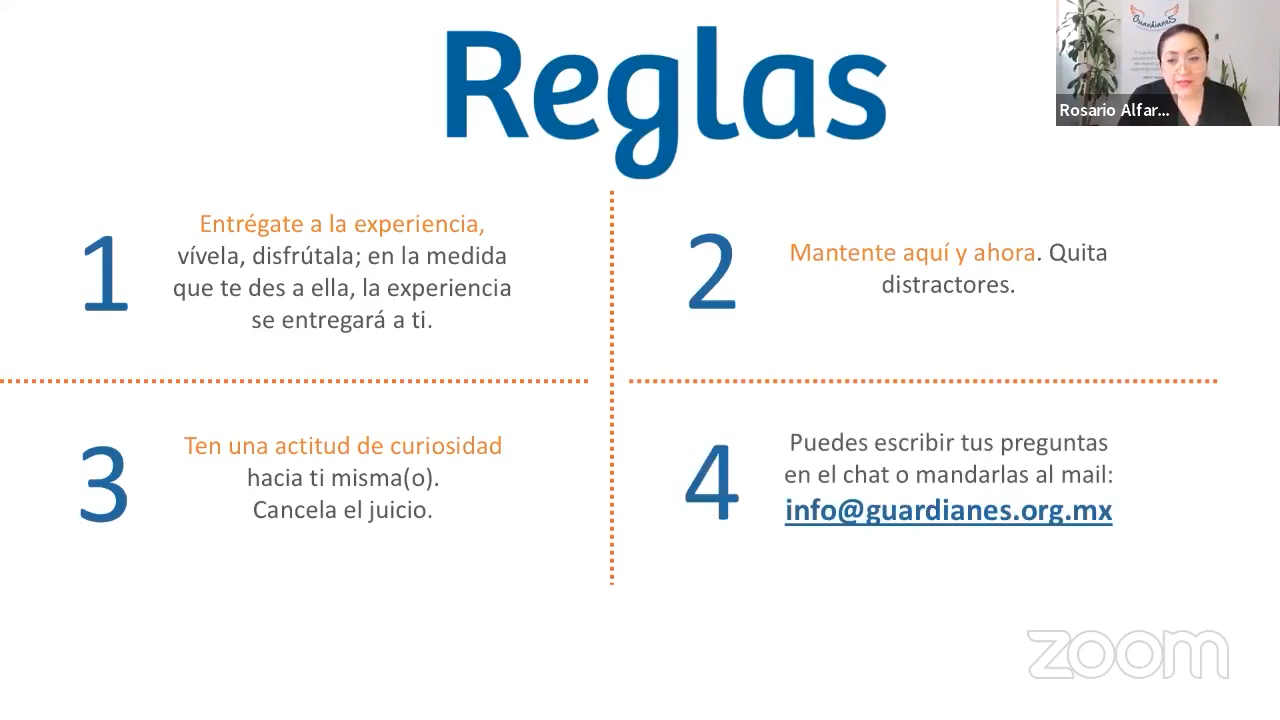 Reglas
Guardianes
Rosario Alfar...
1
Entrégate a la experiencia,
vívela, disfrútala; en la medida
que te des a ella, la experiencia
se entregará a ti.
2
Mantente aquí y ahora. Quita
distractores.
3
Ten una actitud de curiosidad
hacia ti misma(o).
Cancela el juicio.
4
Puedes escribir tus preguntas
en el chat o mandarlas al mail:
info@guardianes.org.mx
zoom